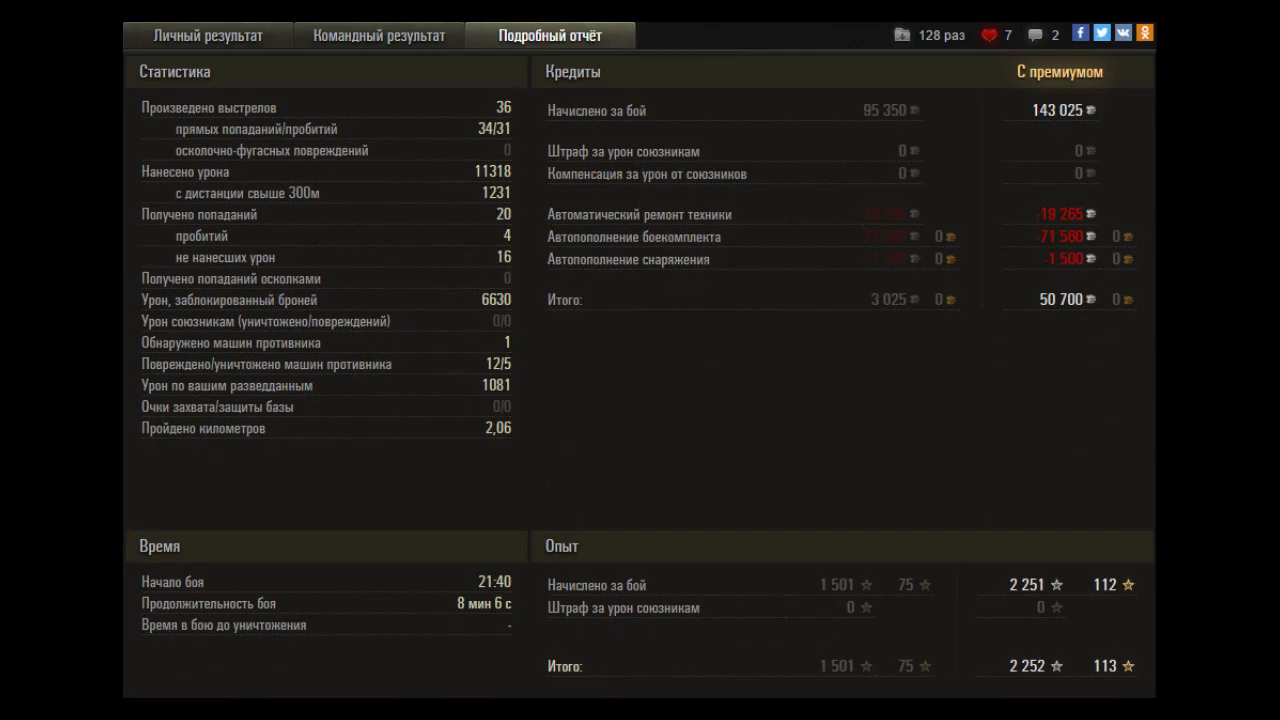 Личный результат Командный результат Подробный отчёт 128 раз 7 2
Статистика
Произведено выстрелов 36
прямых попаданий/пробитий 34/31
осколочно-фугасных повреждений 0
Нанесено урона 11318
с дистанции свыше 300м 1231
Получено попаданий 20
пробитий 4
не нанесших урон 16
Получено попаданий осколками 0
Урон, заблокированный броней 6630
Урон союзникам (уничтожено/повреждений) 0/0
Обнаружено машин противника 1
Повреждено/уничтожено машин противника 12/5
Урон по вашим разведданным 1081
Очки захвата/защиты базы 0/0
Пройдено километров 2,06
Кредиты С премиумом
Начислено за бой 95 350 143 025
Штраф за урон союзникам 0 0
Компенсация за урон от союзников 0 0
Автоматический ремонт техники -19 265
Автопополнение боекомплекта 0 -71 560 0
Автопополнение снаряжения 0 -1 500 0
Итого: 3 025 0 50 700 0
Время
Начало боя 21:40
Продолжительность боя 8 мин 6 с
Время в бою до уничтожения -
Опыт
Начислено за бой 1 501 75 2 251 112
Штраф за урон союзникам 0 0
Итого: 1 501 75 2 252 113